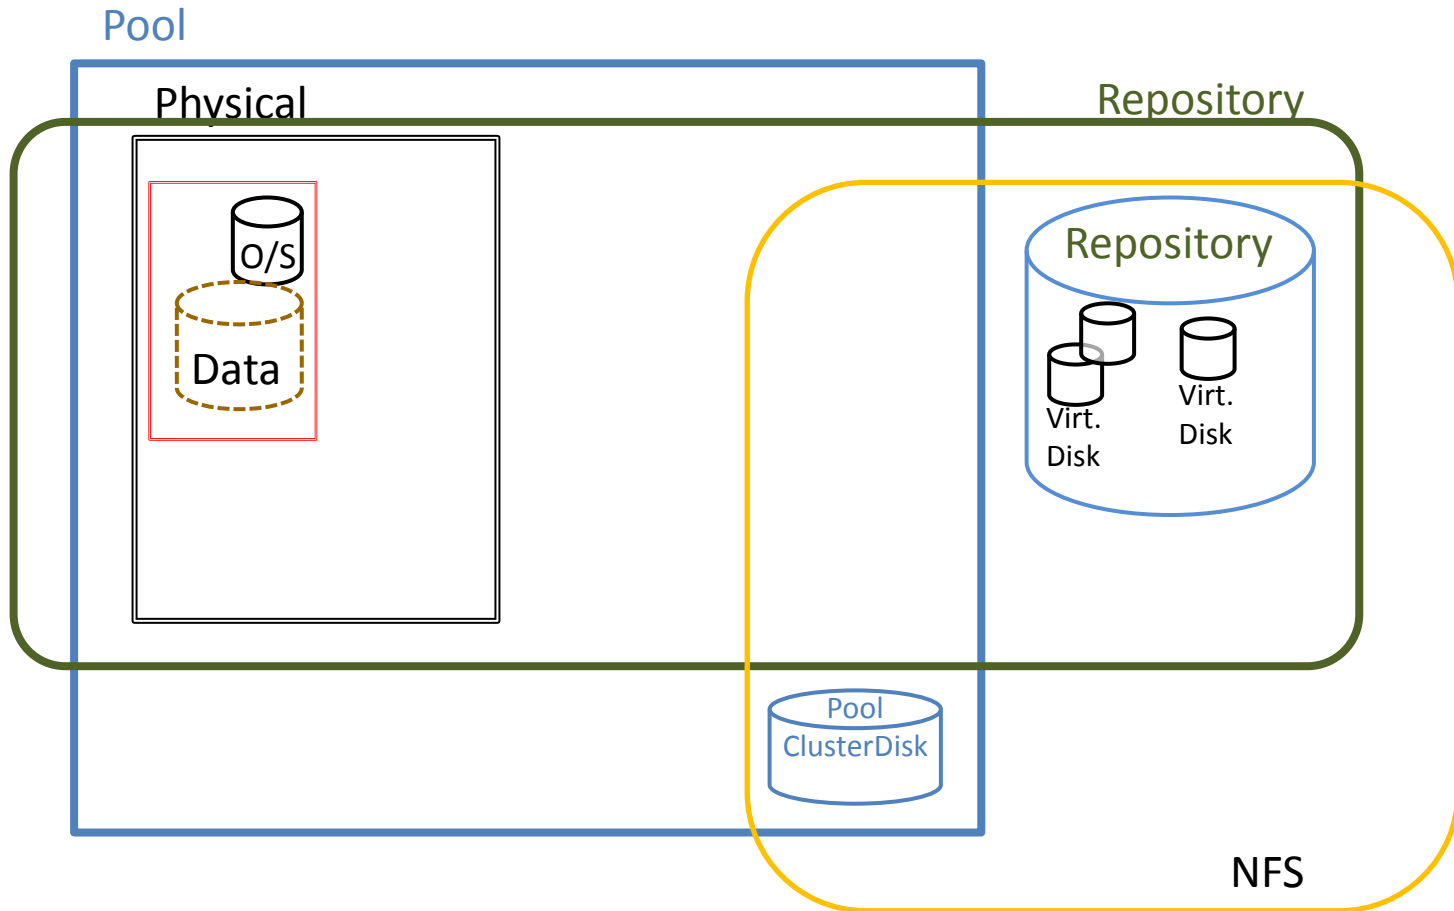 Pool
Physical
Repository
O/S
Data
Repository
Virt.
Disk
Virt.
Disk
Pool
ClusterDisk
NFS